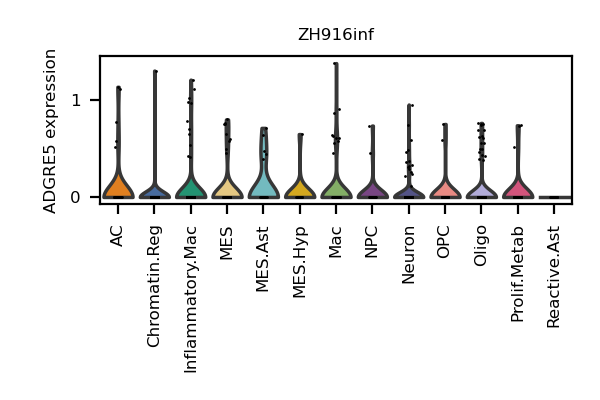 ZH916inf
ADGRE5 expression
1
0
AC
Chromatin.Reg
Inflammatory.Mac
MES
MES.Ast
MES.Hyp
Mac
NPC
Neuron
OPC
Oligo
Prolif.Metab
Reactive.Ast